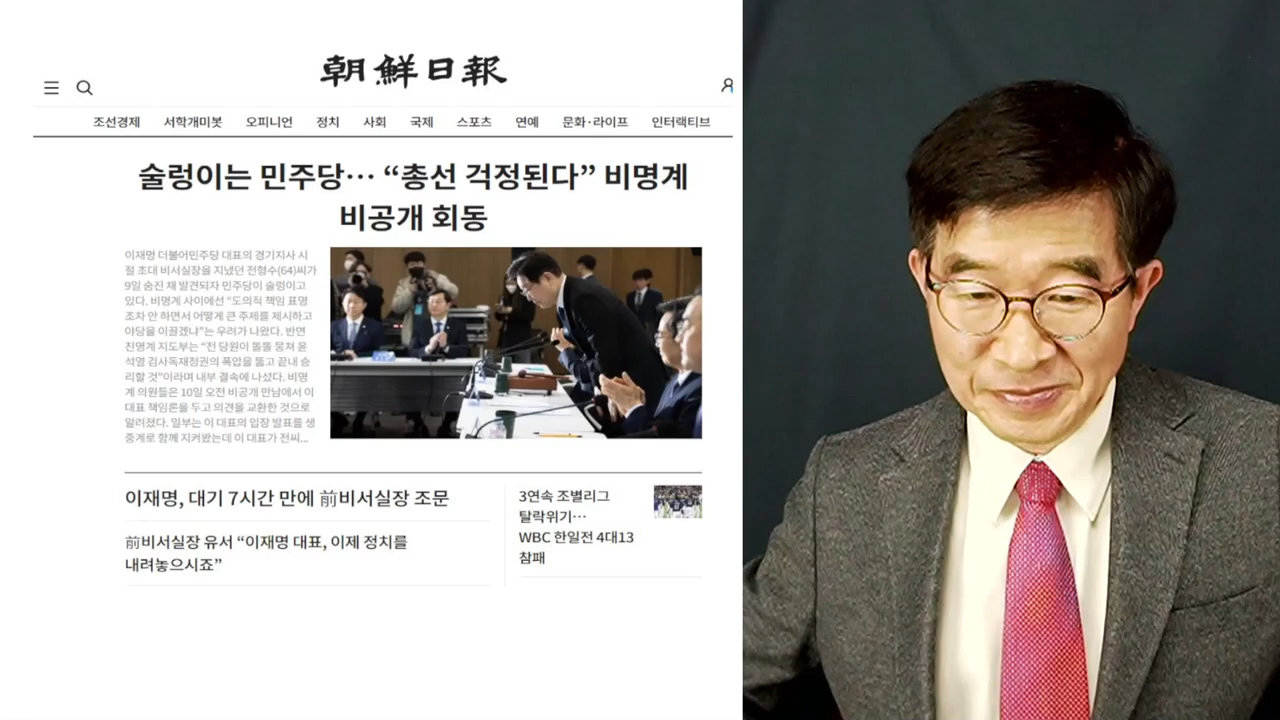 朝鮮日報
조선경제 서학개미봇 오피니언 정치 사회 국제 스포츠 연예 문화·라이프 인터랙티브
술렁이는 민주당… “총선 걱정된다” 비명계
비공개 회동
이재명 더불어민주당 대표의 경기지사 시
절 초대 비서실장을 지냈던 전형수(64)씨가
9일 숨진 채 발견되자 민주당이 술렁이고
있다. 비명계 사이에선 “도의적 책임 표명
조차 안 하면서 어떻게 큰 주제를 제시하고
야당을 이끌겠냐”는 우려가 나왔다. 반면
친명계 지도부는 “전 당원이 똘똘 뭉쳐 윤
석열 검사독재정권의 폭압을 뚫고 끝내 승
리할 것”이라며 내부 결속에 나섰다. 비명
계 의원들은 10일 오전 비공개 만남에서 이
대표 책임론을 두고 의견을 교환한 것으로
알려졌다. 일부는 이 대표의 입장 발표를 생
중계로 함께 지켜봤는데 이 대표가 전씨...
이재명, 대기 7시간 만에 前비서실장 조문
前비서실장 유서 “이재명 대표, 이제 정치를
내려놓으시죠”
3연속 조별리그
탈락위기…
WBC 한일전 4대13
참패